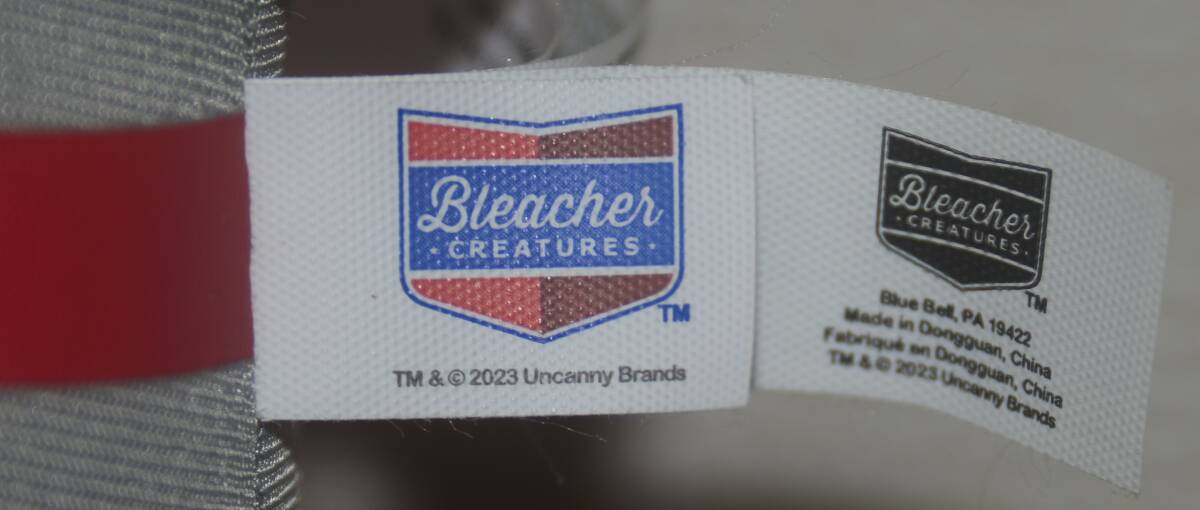 Bleacher
· CREATURES ·
TM
TM & © 2023 Uncanny Brands
Bleacher
· CREATURES ·
TM
Blue Bell, PA 19422
Made in Dongguan, China
Fabriqué en Dongguan, China
TM & © 2023 Uncanny Brands